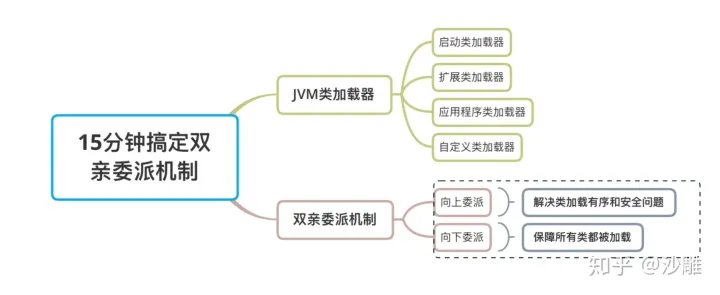 15分钟搞定双
亲委派机制
JVM类加载器
启动类加载器
扩展类加载器
应用程序类加载器
自定义类加载器
双亲委派机制
向上委派
解决类加载有序和安全问题
向下委派
保障所有类都被加载
知乎 @沙雕